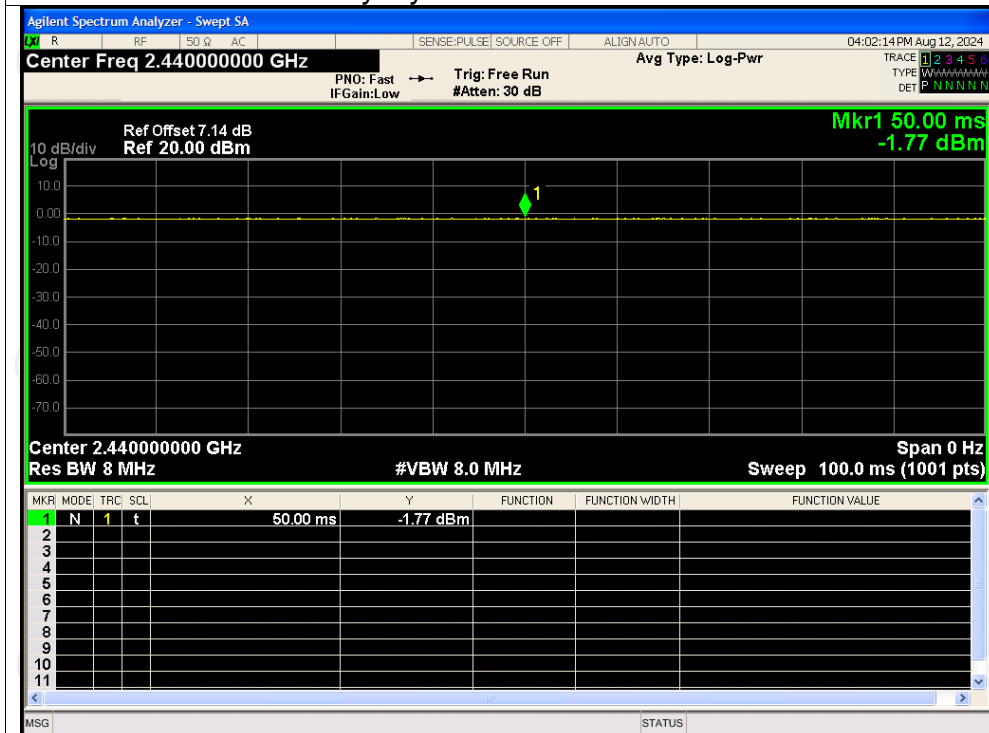 Agilent Spectrum Analyzer - Swept SA
LXI R RF 50 Ω AC SENSE:PULSE SOURCE OFF ALIGN AUTO 04:02:14 PM Aug 12, 2024
Center Freq 2.440000000 GHz
PNO: Fast
IFGain:Low
Trig: Free Run
#Atten: 30 dB
Avg Type: Log-Pwr
TRACE 1 2 3 4 5 6
TYPE WWWWWW
DET P N N N N N
Mkr1 50.00 ms
-1.77 dBm
Ref Offset 7.14 dB
10 dB/div Ref 20.00 dBm
Log
10.0
1
0.00
-10.0
-20.0
-30.0
-40.0
-50.0
-60.0
-70.0
Center 2.440000000 GHz Span 0 Hz
Res BW 8 MHz #VBW 8.0 MHz Sweep 100.0 ms (1001 pts)
MKR MODE TRC SCL X Y FUNCTION FUNCTION WIDTH FUNCTION VALUE
1 N 1 t 50.00 ms -1.77 dBm
2
3
4
5
6
7
8
9
10
11
MSG STATUS